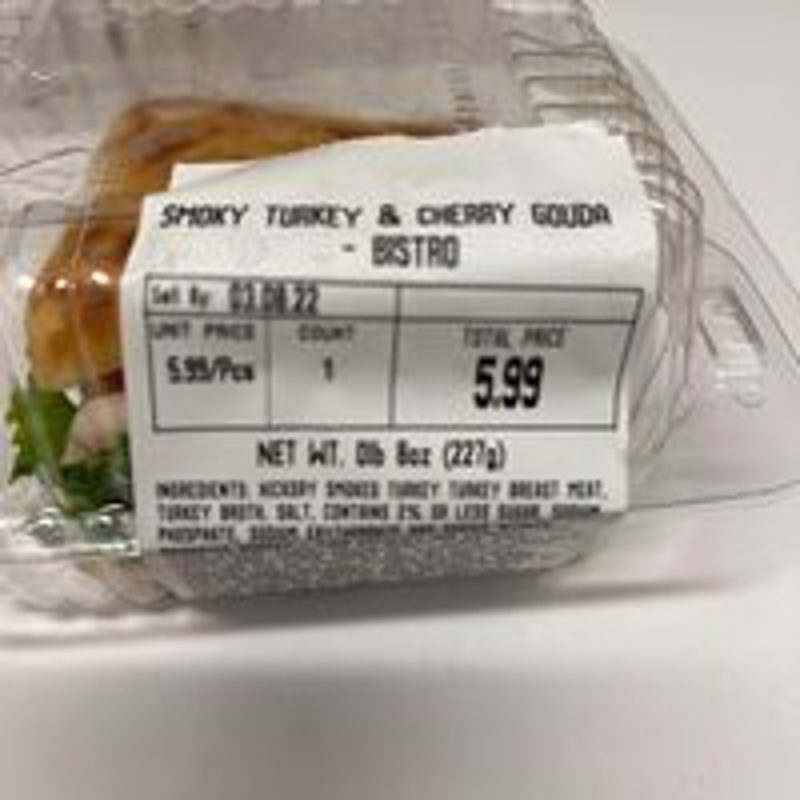 SMOKY TURKEY & CHERRY GOUDA
- BISTRO
Sell By: 03.08.22
UNIT PRICE COUNT TOTAL PRICE
5.99/Pcs 1 5.99
NET WT. 0lb 8oz (227g)
INGREDIENTS: HICKORY SMOKED TURKEY TURKEY BREAST MEAT,
TURKEY BROTH, SALT, CONTAINS 2% OR LESS SUGAR, SODIUM
PHOSPHATE, SODIUM ERYTHORBATE